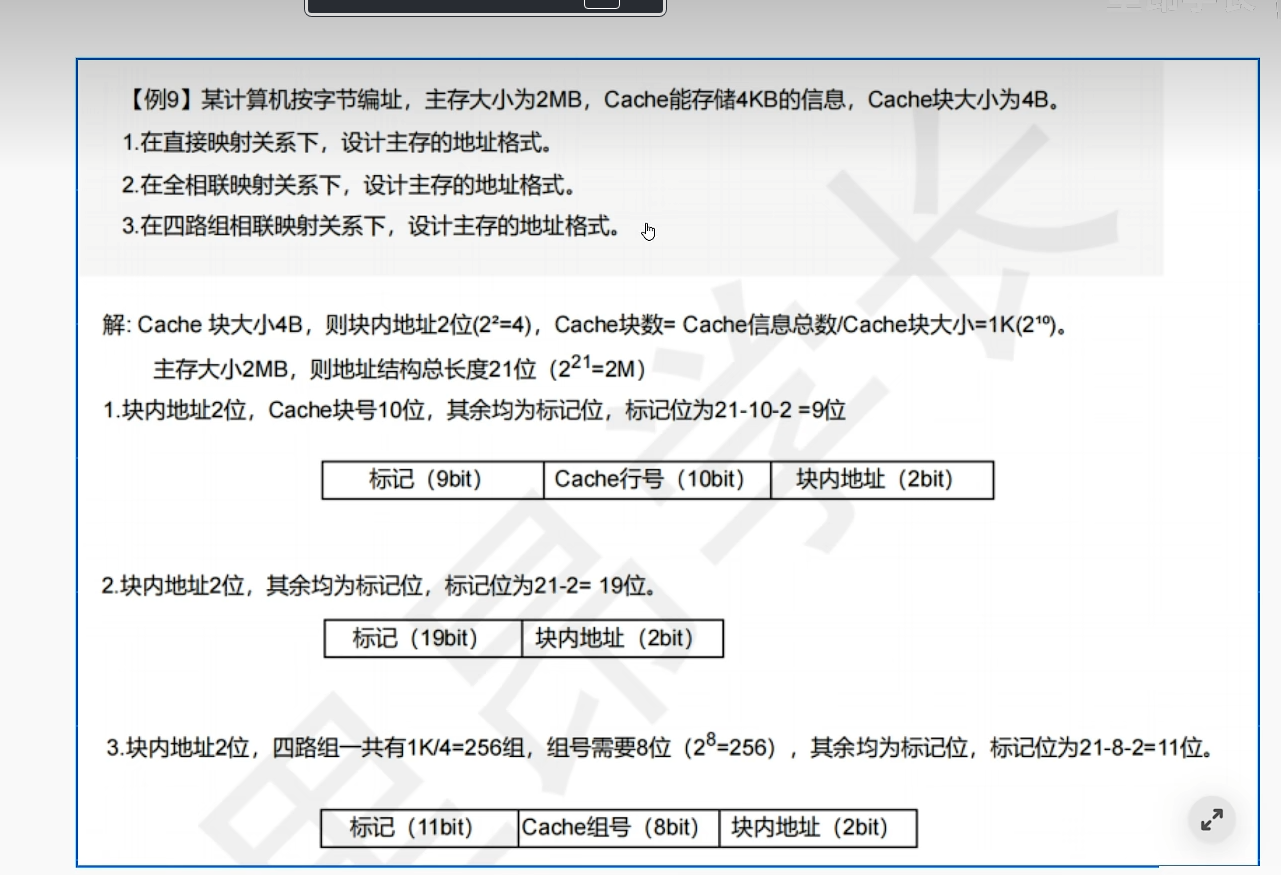 【例9】某计算机按字节编址，主存大小为2MB，Cache能存储4KB的信息，Cache块大小为4B。
1.在直接映射关系下，设计主存的地址格式。
2.在全相联映射关系下，设计主存的地址格式。
3.在四路组相联映射关系下，设计主存的地址格式。
解: Cache 块大小4B，则块内地址2位(2²=4)，Cache块数= Cache信息总数/Cache块大小=1K(2¹⁰)。
主存大小2MB，则地址结构总长度21位（2²¹=2M）
1.块内地址2位，Cache块号10位，其余均为标记位，标记位为21-10-2 =9位
标记（9bit） Cache行号（10bit） 块内地址（2bit）
2.块内地址2位，其余均为标记位，标记位为21-2= 19位。
标记（19bit） 块内地址（2bit）
3.块内地址2位，四路组一共有1K/4=256组，组号需要8位（2⁸=256），其余均为标记位，标记位为21-8-2=11位。
标记（11bit） Cache组号（8bit） 块内地址（2bit）